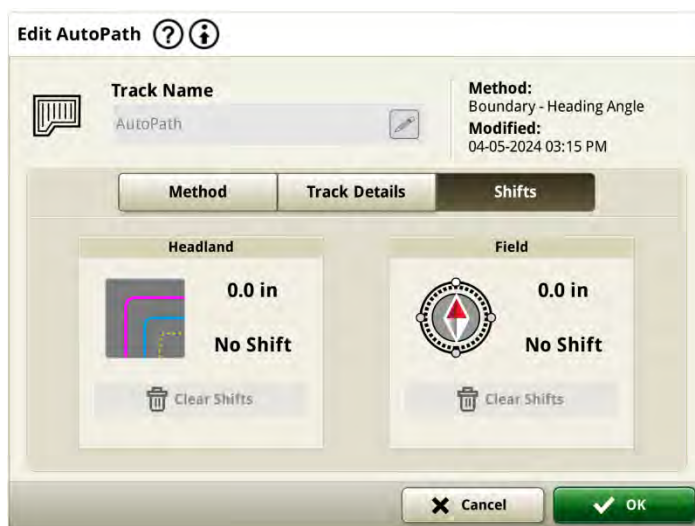 Edit AutoPath
Track Name
AutoPath
Method:
Boundary - Heading Angle
Modified:
04-05-2024 03:15 PM
Method
Track Details
Shifts
Headland
0.0 in
No Shift
Clear Shifts
Field
0.0 in
No Shift
Clear Shifts
Cancel
OK